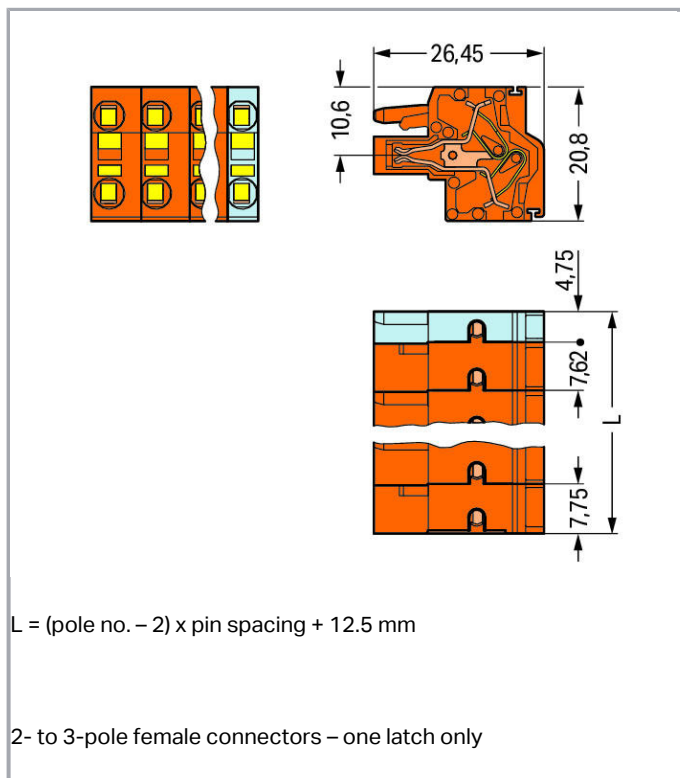 26,45
10,6
20,8
4,75
7,62
L
7,75
L = (pole no. – 2) x pin spacing + 12.5 mm
2- to 3-pole female connectors – one latch only